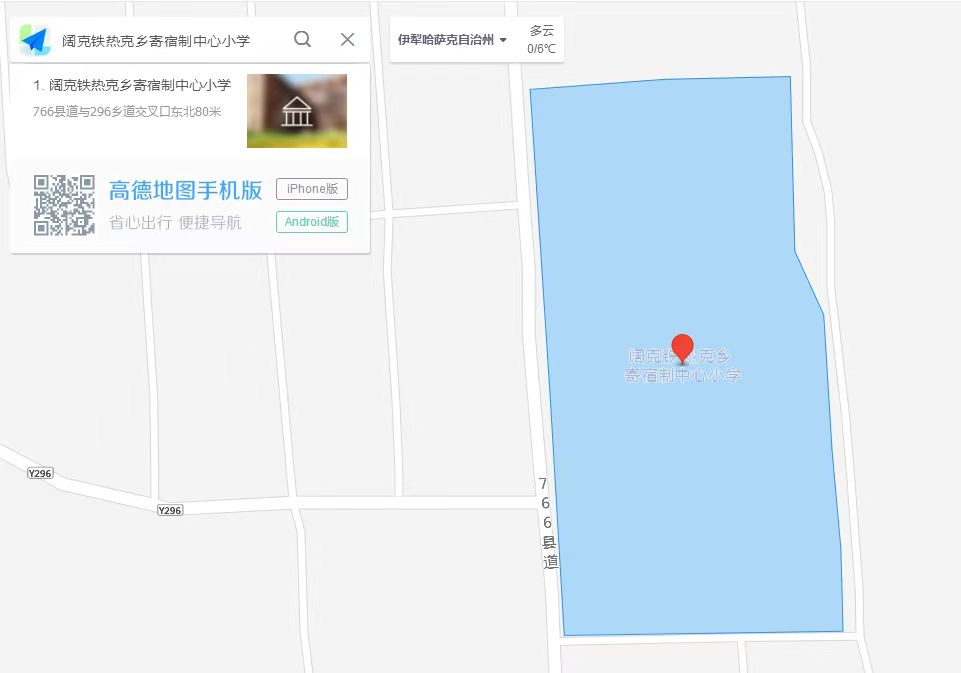 阔克铁热克乡寄宿制中心小学
伊犁哈萨克自治州
多云
0/6℃
1. 阔克铁热克乡寄宿制中心小学
766县道与296乡道交叉口东北80米
高德地图手机版
iPhone版
省心出行 便捷导航
Android版
阔克铁热克乡
寄宿制中心小学
Y296
Y296
766县道